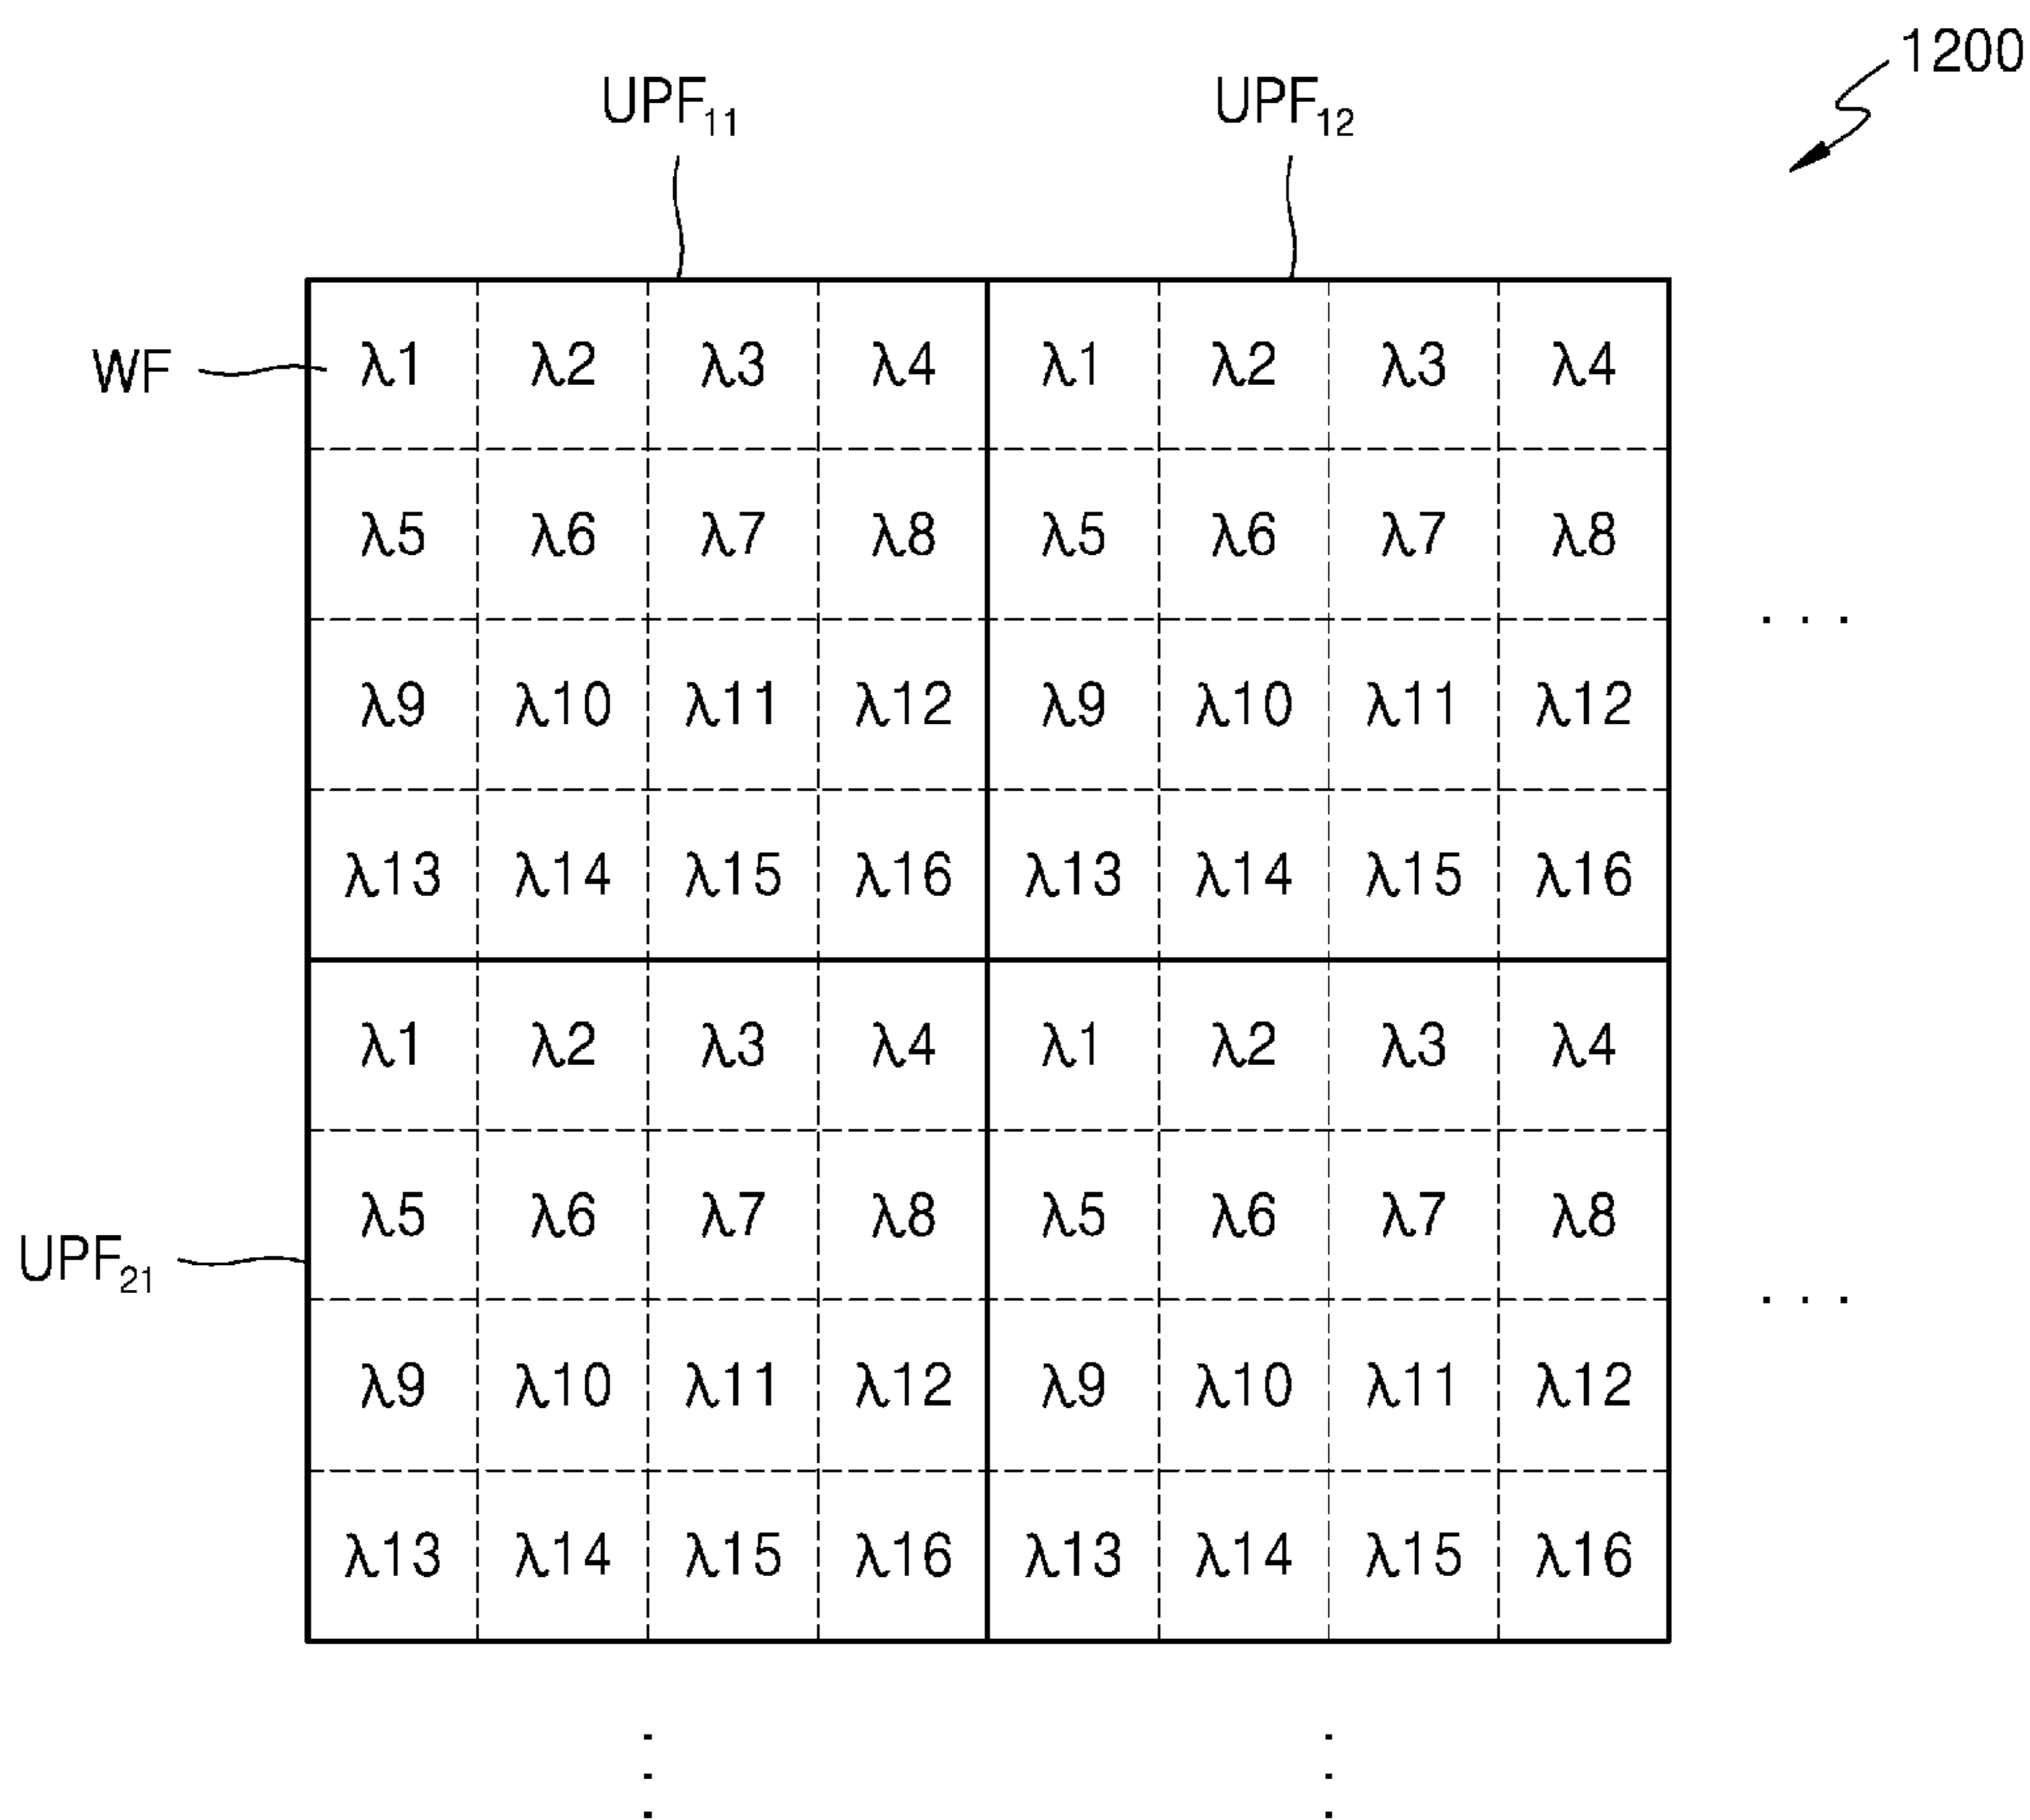 1200
UPF₁₁ UPF₁₂
WF λ1 λ2 λ3 λ4 λ1 λ2 λ3 λ4
λ5 λ6 λ7 λ8 λ5 λ6 λ7 λ8
. . .
λ9 λ10 λ11 λ12 λ9 λ10 λ11 λ12
λ13 λ14 λ15 λ16 λ13 λ14 λ15 λ16
λ1 λ2 λ3 λ4 λ1 λ2 λ3 λ4
λ5 λ6 λ7 λ8 λ5 λ6 λ7 λ8
UPF₂₁ . . .
λ9 λ10 λ11 λ12 λ9 λ10 λ11 λ12
λ13 λ14 λ15 λ16 λ13 λ14 λ15 λ16